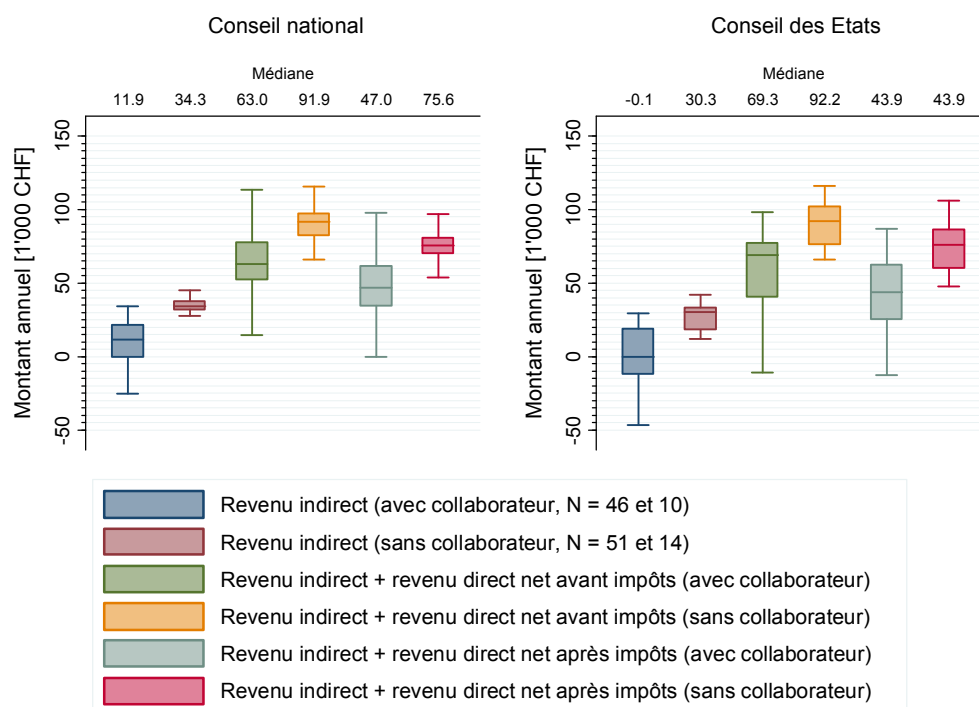 Conseil national
Médiane
11.9 34.3 63.0 91.9 47.0 75.6
Montant annuel [1'000 CHF]
150
100
50
0
-50
Conseil des Etats
Médiane
-0.1 30.3 69.3 92.2 43.9 43.9
Montant annuel [1'000 CHF]
150
100
50
0
-50
Revenu indirect (avec collaborateur, N = 46 et 10)
Revenu indirect (sans collaborateur, N = 51 et 14)
Revenu indirect + revenu direct net avant impôts (avec collaborateur)
Revenu indirect + revenu direct net avant impôts (sans collaborateur)
Revenu indirect + revenu direct net après impôts (avec collaborateur)
Revenu indirect + revenu direct net après impôts (sans collaborateur)